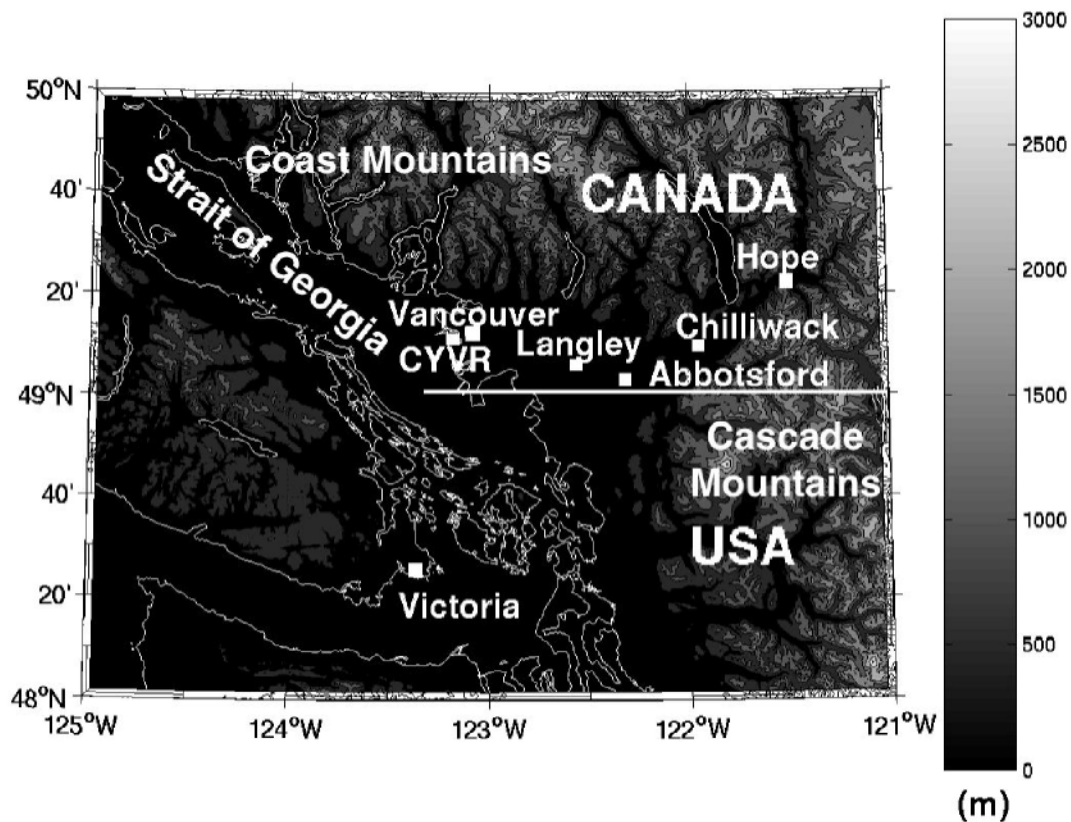 3000
50°N
Coast Mountains
2500
40'
CANADA
Strait of Georgia
Hope
2000
20'
Vancouver
Chilliwack
Langley
CYVR
Abbotsford
1500
49°N
Cascade
Mountains
40'
USA
1000
20'
Victoria
500
48°N
125°W
124°W
123°W
122°W
121°W
0
(m)